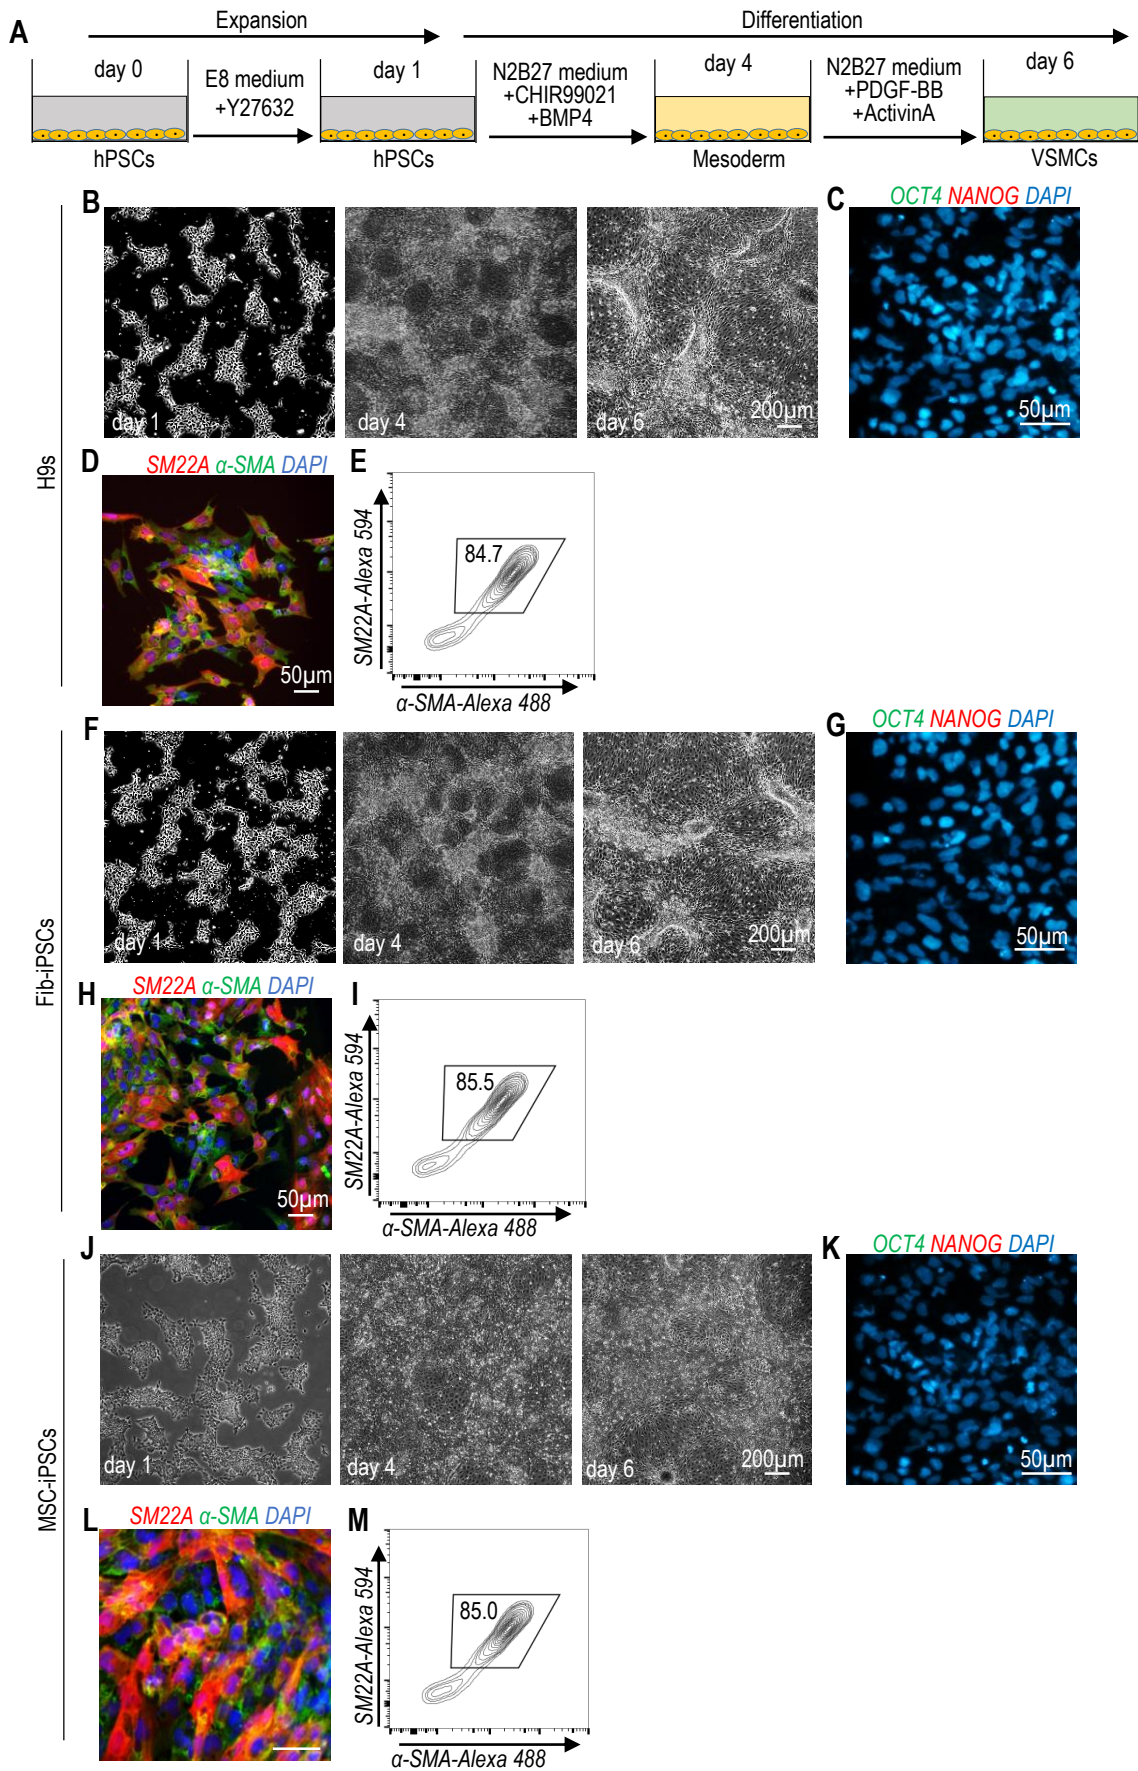 A
Expansion
Differentiation
day 0
E8 medium
+Y27632
day 1
N2B27 medium
+CHIR99021
+BMP4
day 4
N2B27 medium
+PDGF-BB
+ActivinA
day 6
hPSCs
hPSCs
Mesoderm
VSMCs
H9s
B
day 1
day 4
day 6
200µm
C
OCT4 NANOG DAPI
50µm
D
SM22A α-SMA DAPI
50µm
E
84.7
SM22A-Alexa 594
α-SMA-Alexa 488
Fib-iPSCs
F
day 1
day 4
day 6
200µm
G
OCT4 NANOG DAPI
50µm
H
SM22A α-SMA DAPI
50µm
I
85.5
SM22A-Alexa 594
α-SMA-Alexa 488
MSC-iPSCs
J
day 1
day 4
day 6
200µm
K
OCT4 NANOG DAPI
50µm
L
SM22A α-SMA DAPI
M
85.0
SM22A-Alexa 594
α-SMA-Alexa 488